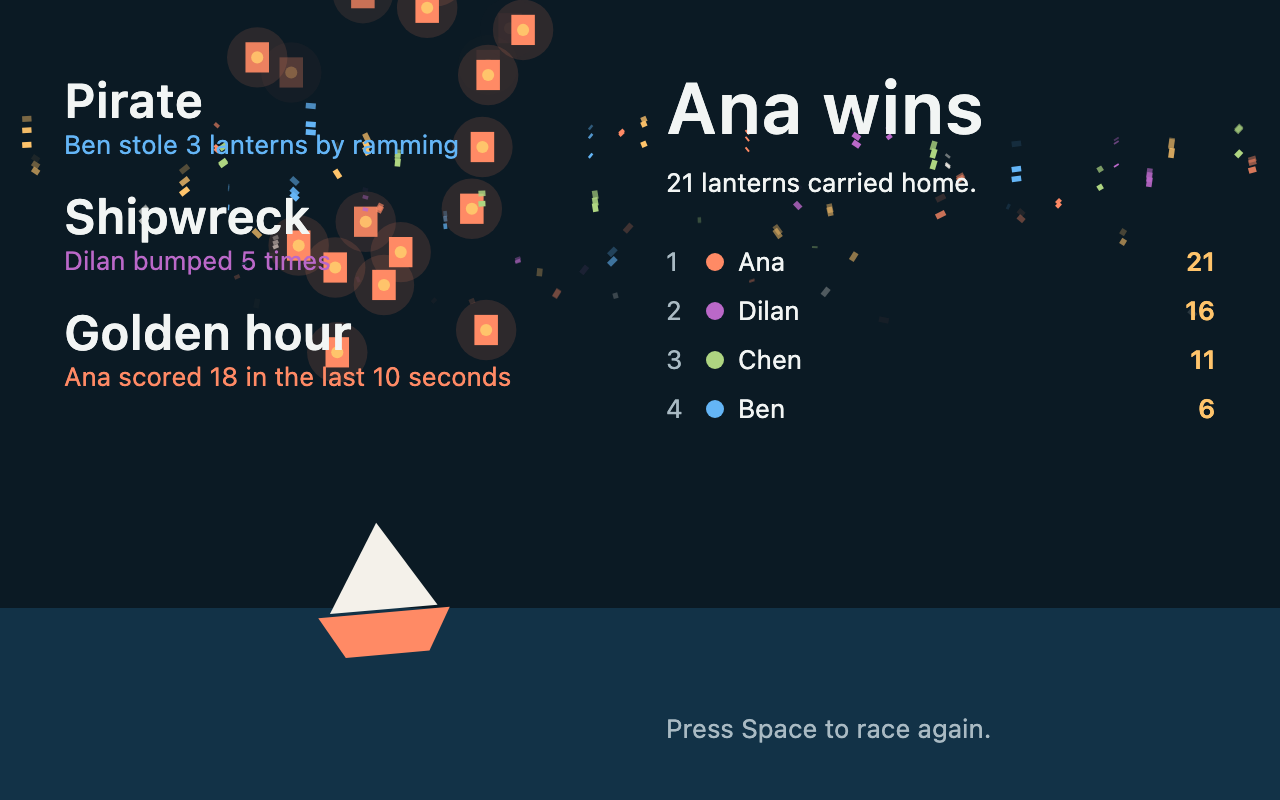 Pirate
Ben stole 3 lanterns by ramming
Shipwreck
Dilan bumped 5 times
Golden hour
Ana scored 18 in the last 10 seconds
Ana wins
21 lanterns carried home.
1 Ana 21
2 Dilan 16
3 Chen 11
4 Ben 6
Press Space to race again.